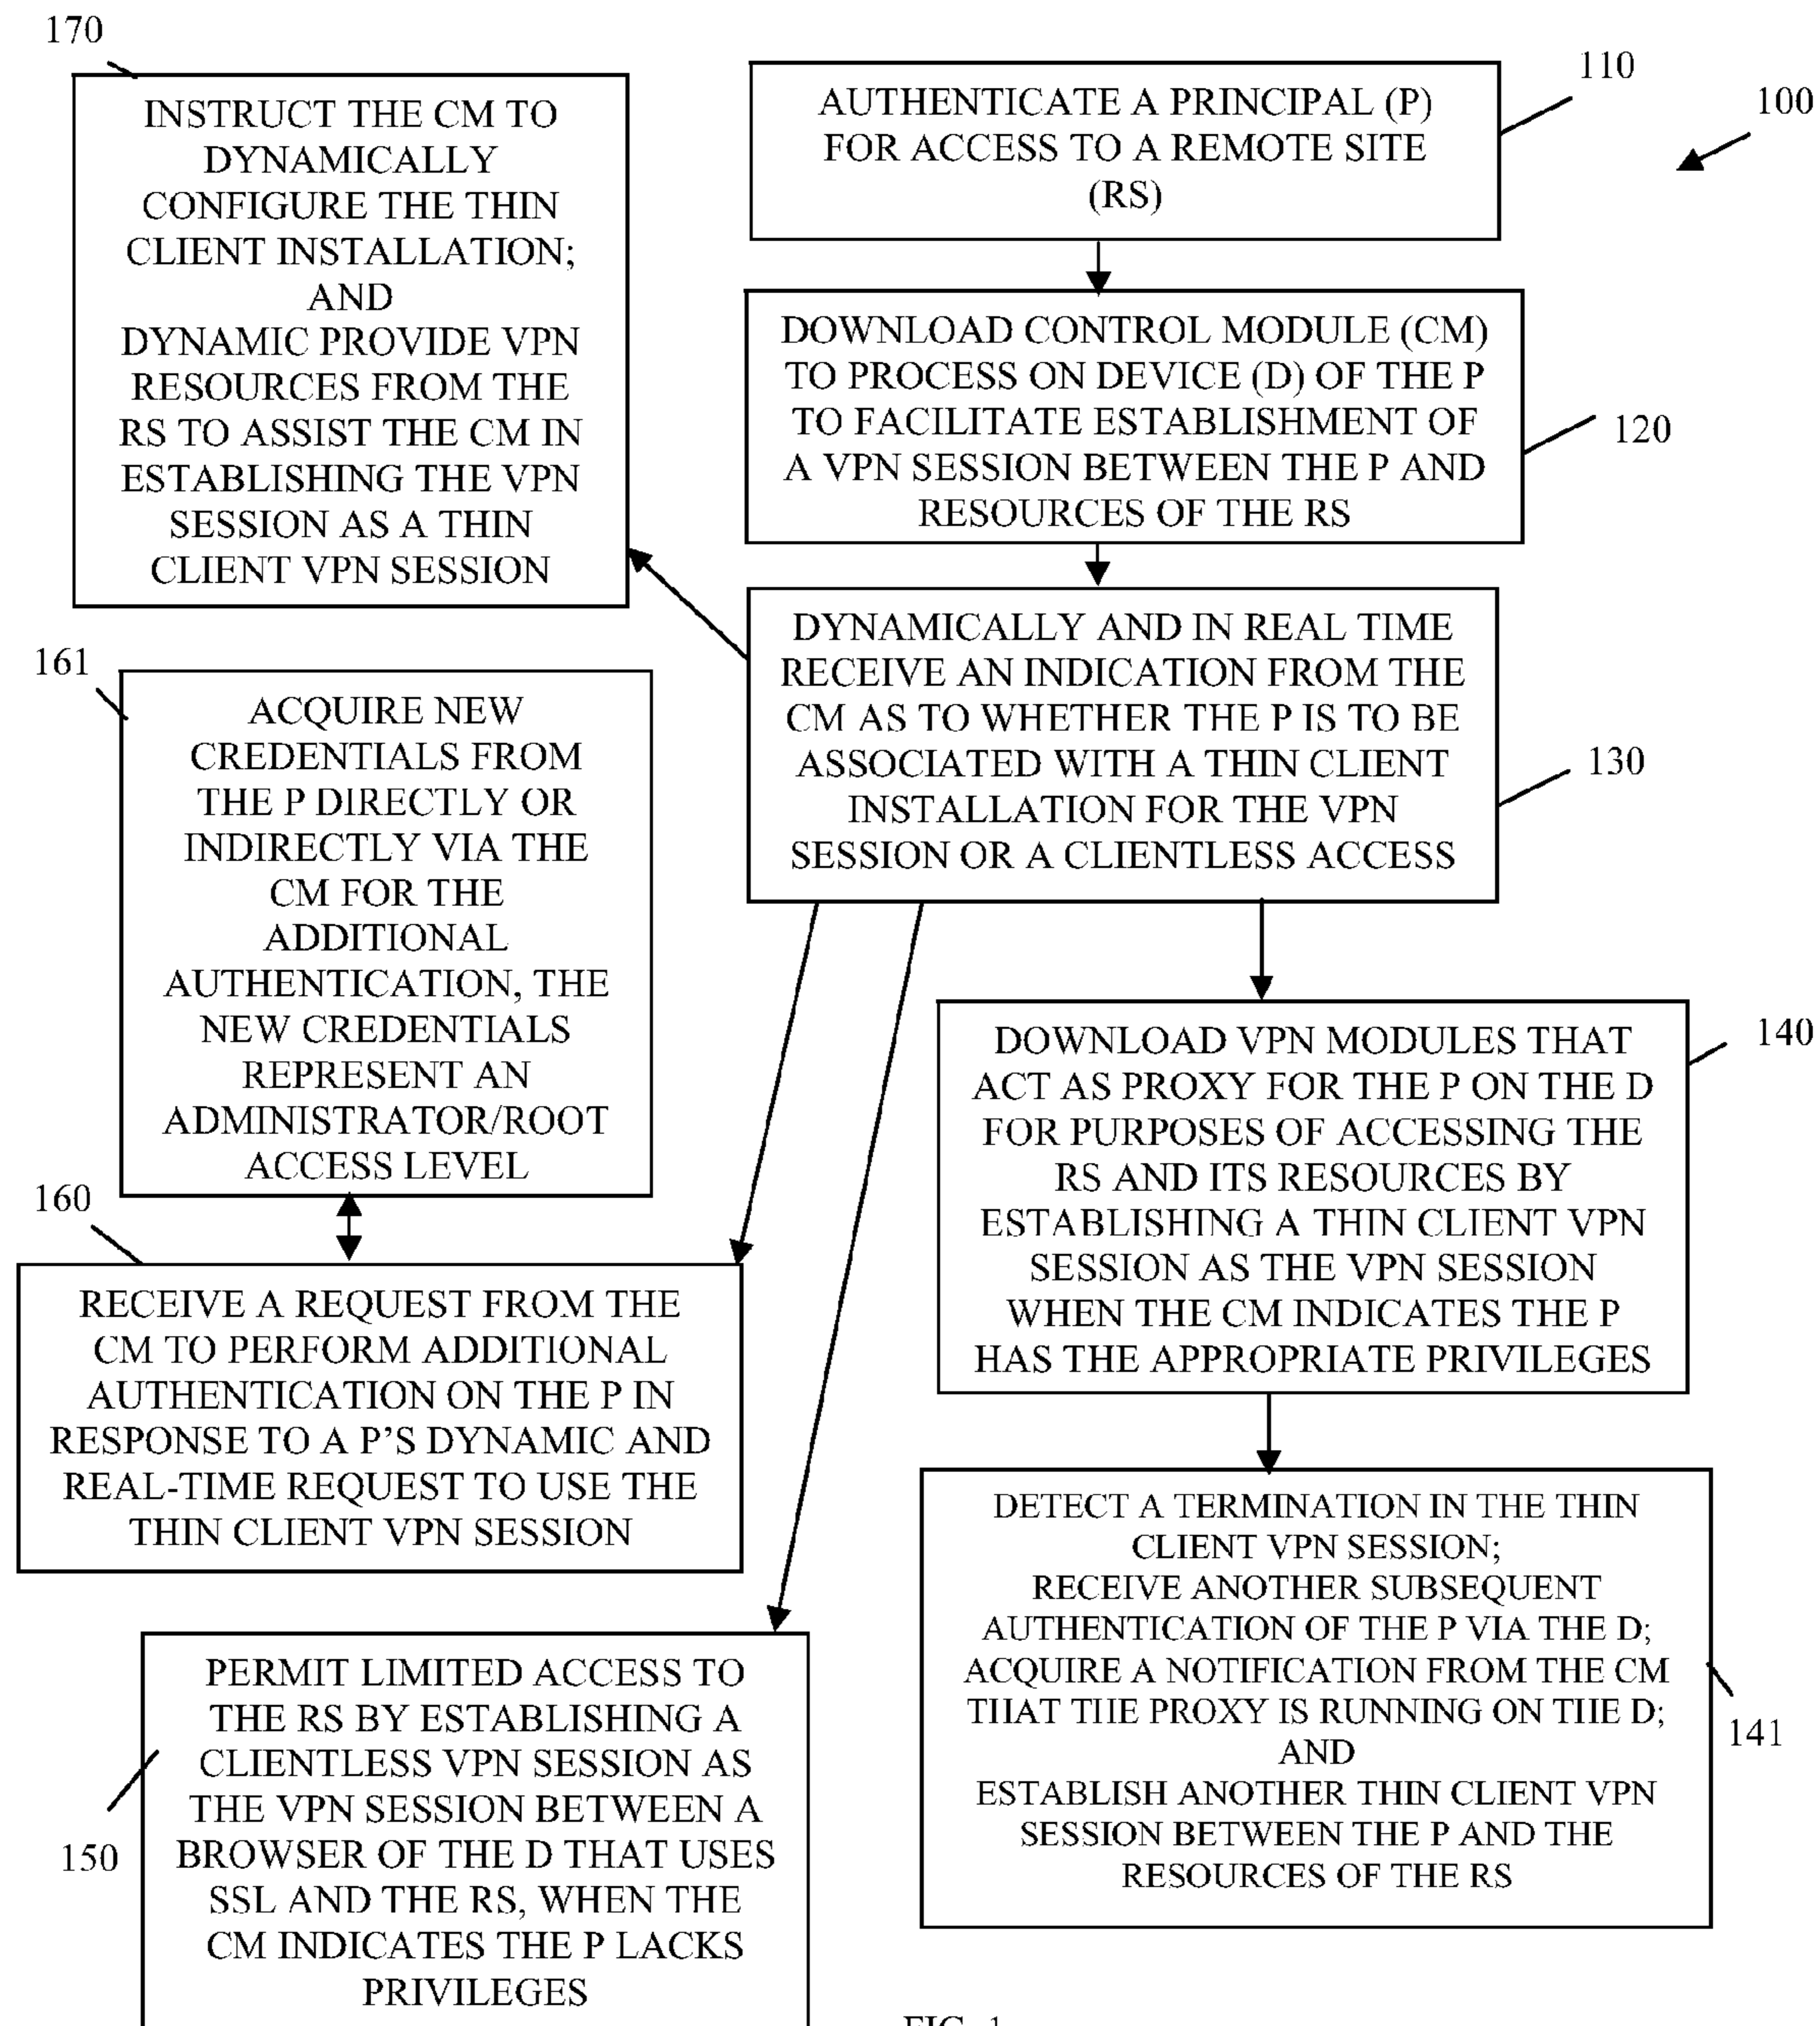 170
INSTRUCT THE CM TO
DYNAMICALLY
CONFIGURE THE THIN
CLIENT INSTALLATION;
AND
DYNAMIC PROVIDE VPN
RESOURCES FROM THE
RS TO ASSIST THE CM IN
ESTABLISHING THE VPN
SESSION AS A THIN
CLIENT VPN SESSION
110
100
AUTHENTICATE A PRINCIPAL (P)
FOR ACCESS TO A REMOTE SITE
(RS)
DOWNLOAD CONTROL MODULE (CM)
TO PROCESS ON DEVICE (D) OF THE P
TO FACILITATE ESTABLISHMENT OF
A VPN SESSION BETWEEN THE P AND
RESOURCES OF THE RS
120
DYNAMICALLY AND IN REAL TIME
RECEIVE AN INDICATION FROM THE
CM AS TO WHETHER THE P IS TO BE
ASSOCIATED WITH A THIN CLIENT
INSTALLATION FOR THE VPN
SESSION OR A CLIENTLESS ACCESS
130
161
ACQUIRE NEW
CREDENTIALS FROM
THE P DIRECTLY OR
INDIRECTLY VIA THE
CM FOR THE
ADDITIONAL
AUTHENTICATION, THE
NEW CREDENTIALS
REPRESENT AN
ADMINISTRATOR/ROOT
ACCESS LEVEL
160
RECEIVE A REQUEST FROM THE
CM TO PERFORM ADDITIONAL
AUTHENTICATION ON THE P IN
RESPONSE TO A P'S DYNAMIC AND
REAL-TIME REQUEST TO USE THE
THIN CLIENT VPN SESSION
140
DOWNLOAD VPN MODULES THAT
ACT AS PROXY FOR THE P ON THE D
FOR PURPOSES OF ACCESSING THE
RS AND ITS RESOURCES BY
ESTABLISHING A THIN CLIENT VPN
SESSION AS THE VPN SESSION
WHEN THE CM INDICATES THE P
HAS THE APPROPRIATE PRIVILEGES
DETECT A TERMINATION IN THE THIN
CLIENT VPN SESSION;
RECEIVE ANOTHER SUBSEQUENT
AUTHENTICATION OF THE P VIA THE D;
ACQUIRE A NOTIFICATION FROM THE CM
THAT THE PROXY IS RUNNING ON THE D;
AND
ESTABLISH ANOTHER THIN CLIENT VPN
SESSION BETWEEN THE P AND THE
RESOURCES OF THE RS
141
PERMIT LIMITED ACCESS TO
THE RS BY ESTABLISHING A
CLIENTLESS VPN SESSION AS
THE VPN SESSION BETWEEN A
BROWSER OF THE D THAT USES
SSL AND THE RS, WHEN THE
CM INDICATES THE P LACKS
PRIVILEGES
150
FIG. 1